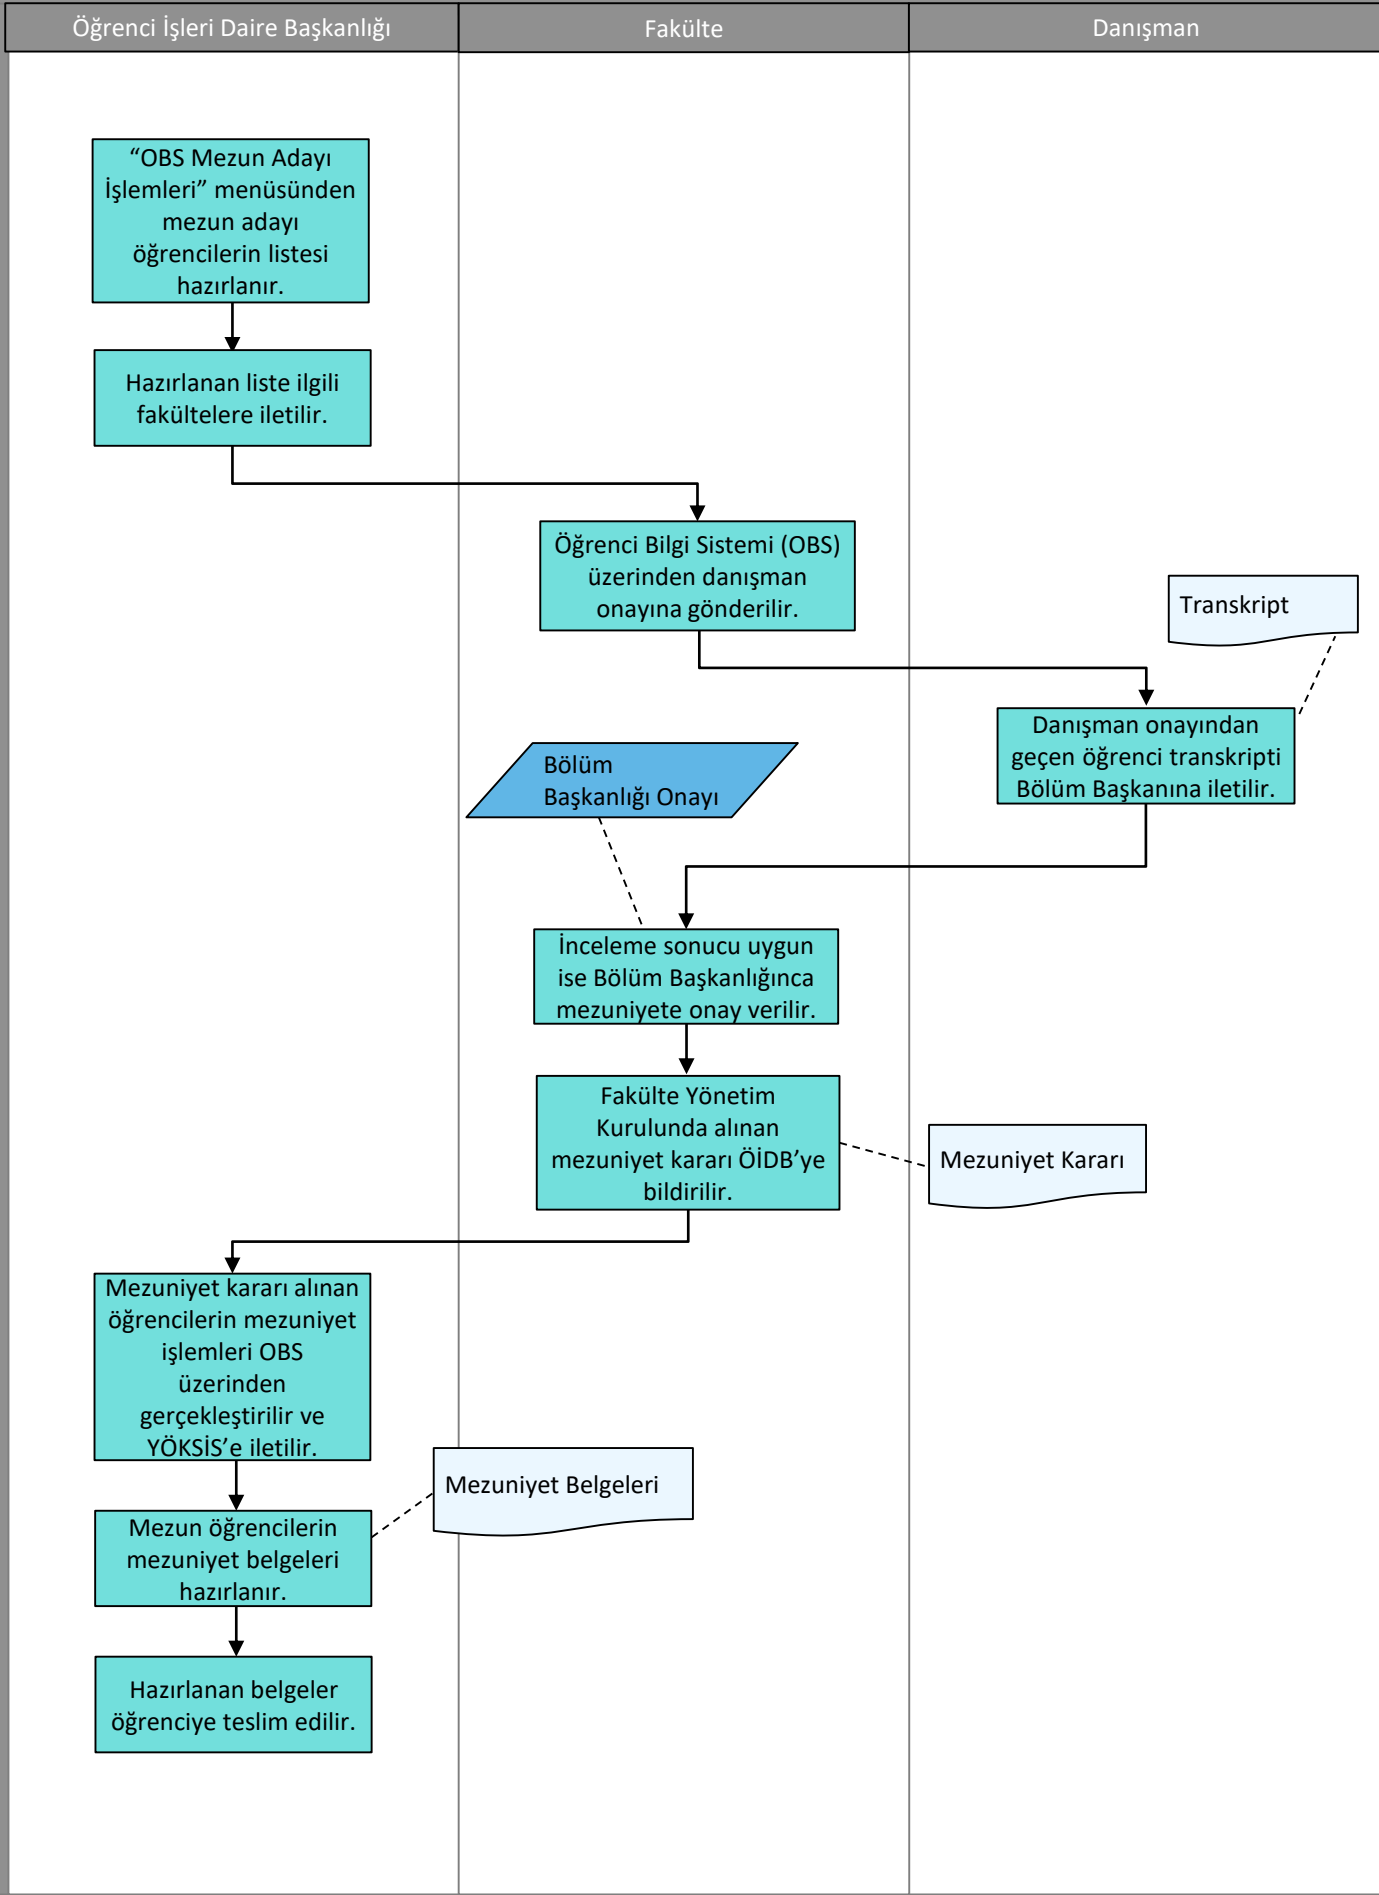 Öğrenci İşleri Daire Başkanlığı
Fakülte
Danışman
“OBS Mezun Adayı
İşlemleri” menüsünden
mezun adayı
öğrencilerin listesi
hazırlanır.
Hazırlanan liste ilgili
fakültelere iletilir.
Öğrenci Bilgi Sistemi (OBS)
üzerinden danışman
onayına gönderilir.
Transkript
Danışman onayından
geçen öğrenci transkripti
Bölüm Başkanına iletilir.
Bölüm
Başkanlığı Onayı
İnceleme sonucu uygun
ise Bölüm Başkanlığınca
mezuniyete onay verilir.
Fakülte Yönetim
Kurulunda alınan
mezuniyet kararı ÖİDB’ye
bildirilir.
Mezuniyet Kararı
Mezuniyet kararı alınan
öğrencilerin mezuniyet
işlemleri OBS
üzerinden
gerçekleştirilir ve
YÖKSİS’e iletilir.
Mezuniyet Belgeleri
Mezun öğrencilerin
mezuniyet belgeleri
hazırlanır.
Hazırlanan belgeler
öğrenciye teslim edilir.